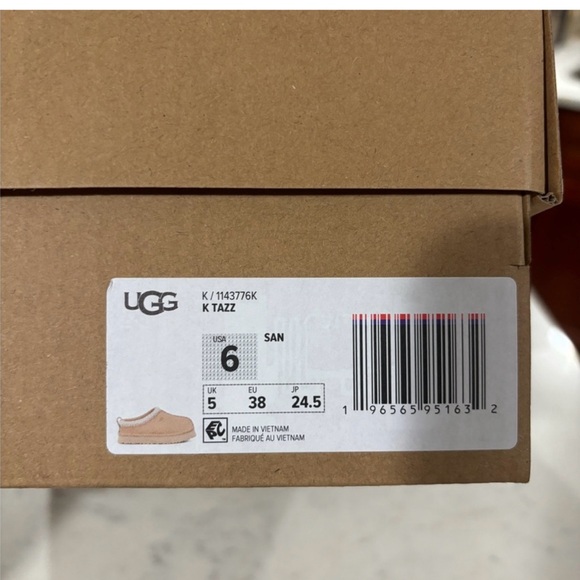 UGG
K / 1143776K
K TAZZ
USA
6
SAN
UK
5
EU
38
JP
24.5
MADE IN VIETNAM
FABRIQUÉ AU VIETNAM
1 96565 95163 2